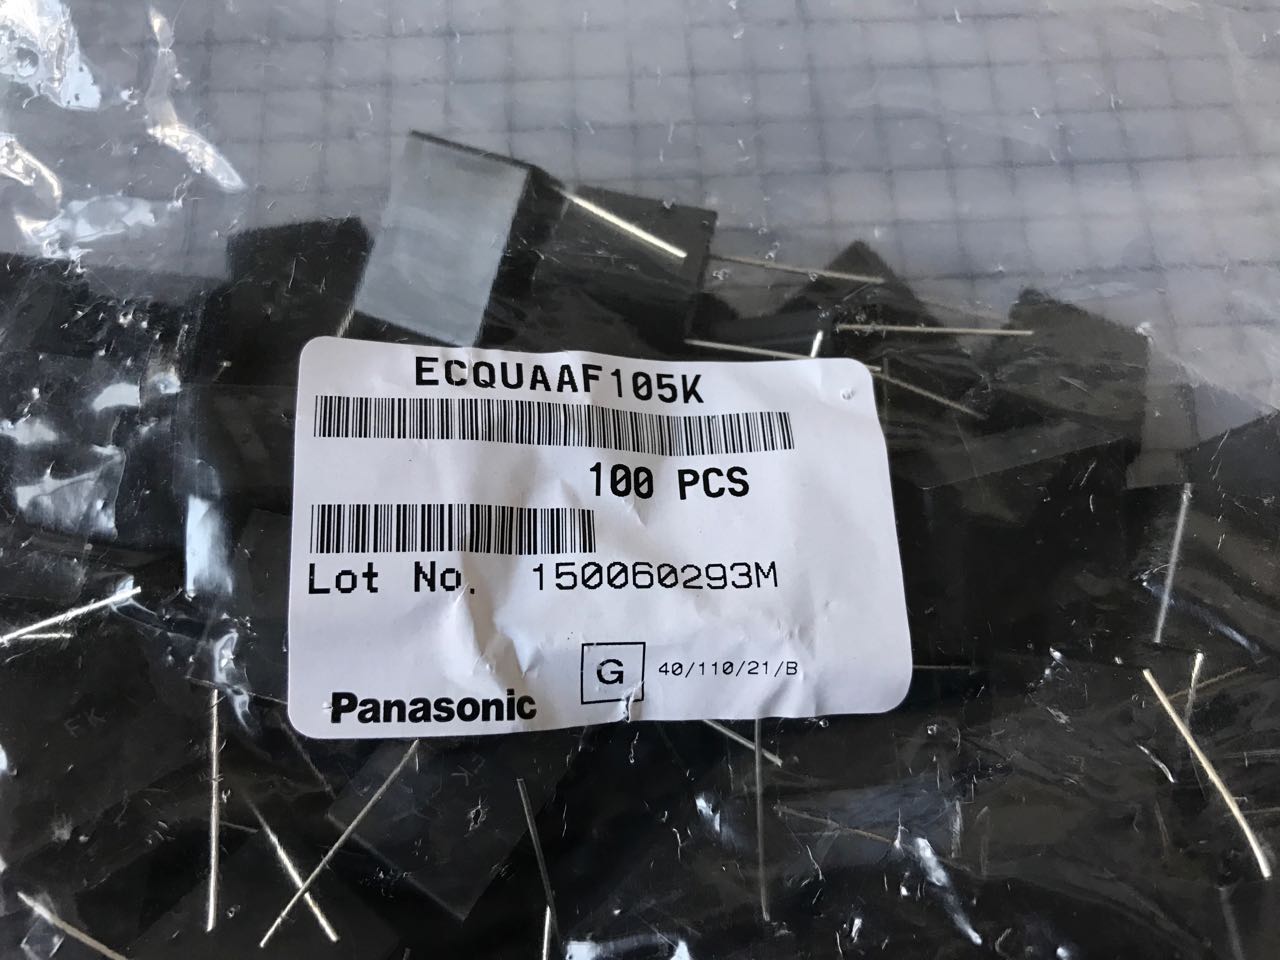 ECQUAAF105K
100 PCS
Lot No. 150060293M
G 40/110/21/B
Panasonic